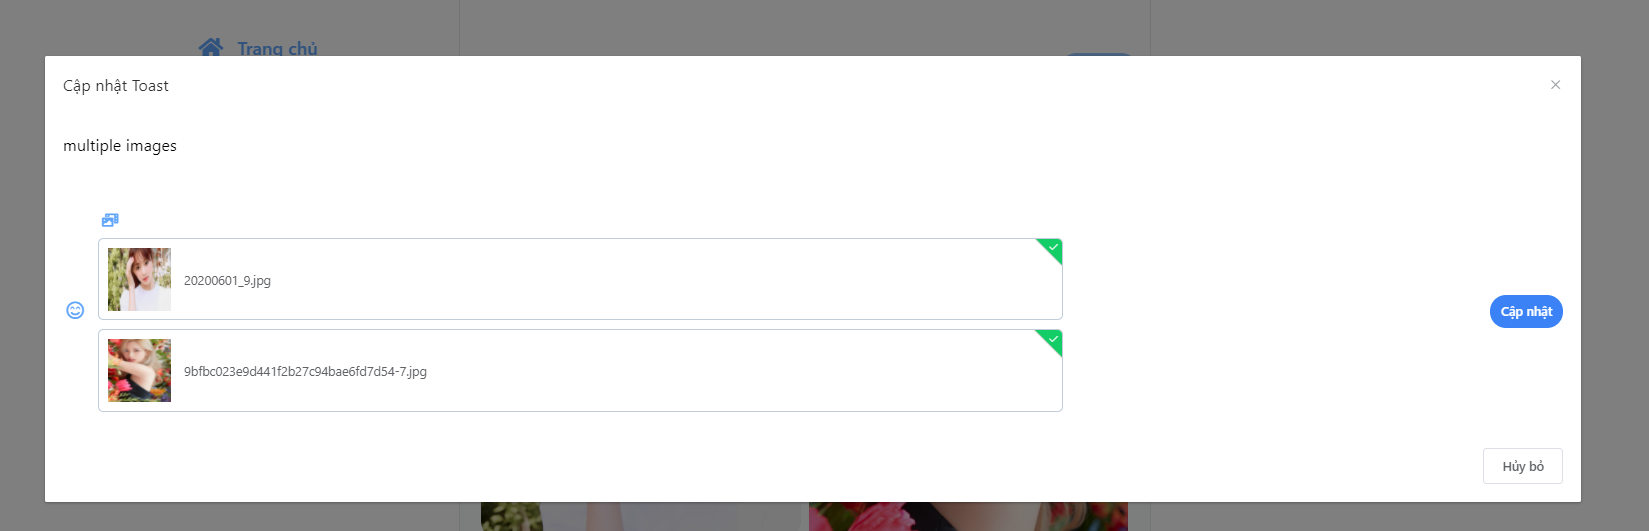 Trang chủ
Cập nhật Toast
multiple images
20200601_9.jpg
9bfbc023e9d441f2b27c94bae6fd7d54-7.jpg
Cập nhật
Hủy bỏ